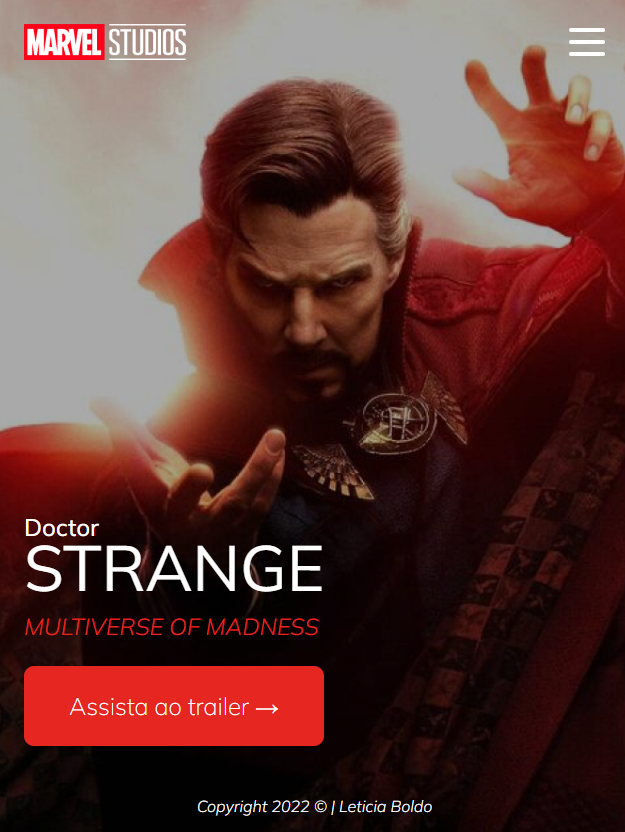 MARVEL STUDIOS
Doctor
STRANGE
MULTIVERSE OF MADNESS
Assista ao trailer →
Copyright 2022 © | Leticia Boldo